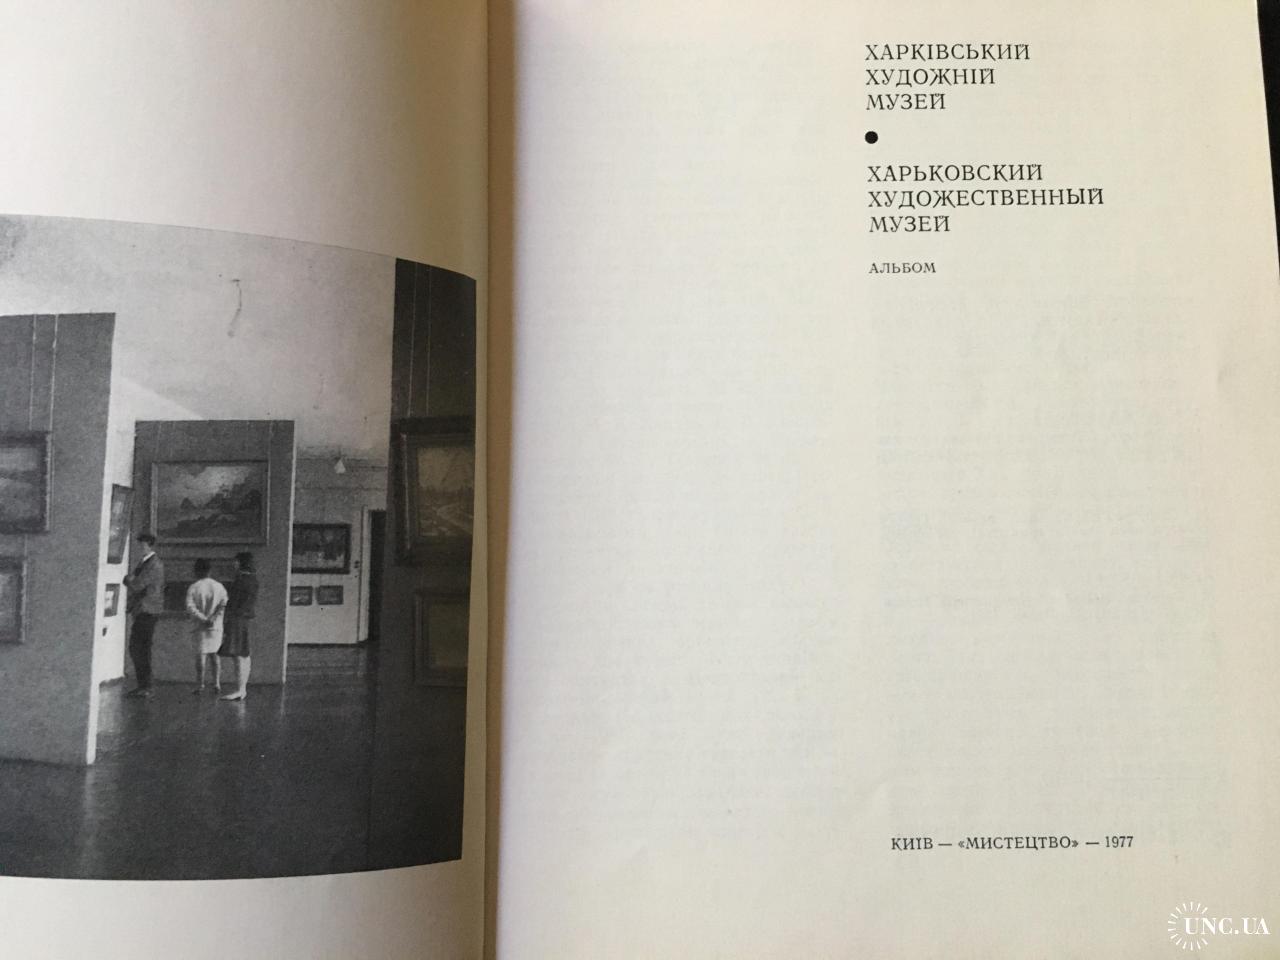 ХАРКІВСЬКИЙ
ХУДОЖНІЙ
МУЗЕЙ
ХАРЬКОВСКИЙ
ХУДОЖЕСТВЕННЫЙ
МУЗЕЙ
АЛЬБОМ
КИЇВ — «МИСТЕЦТВО» — 1977
UNC.UA